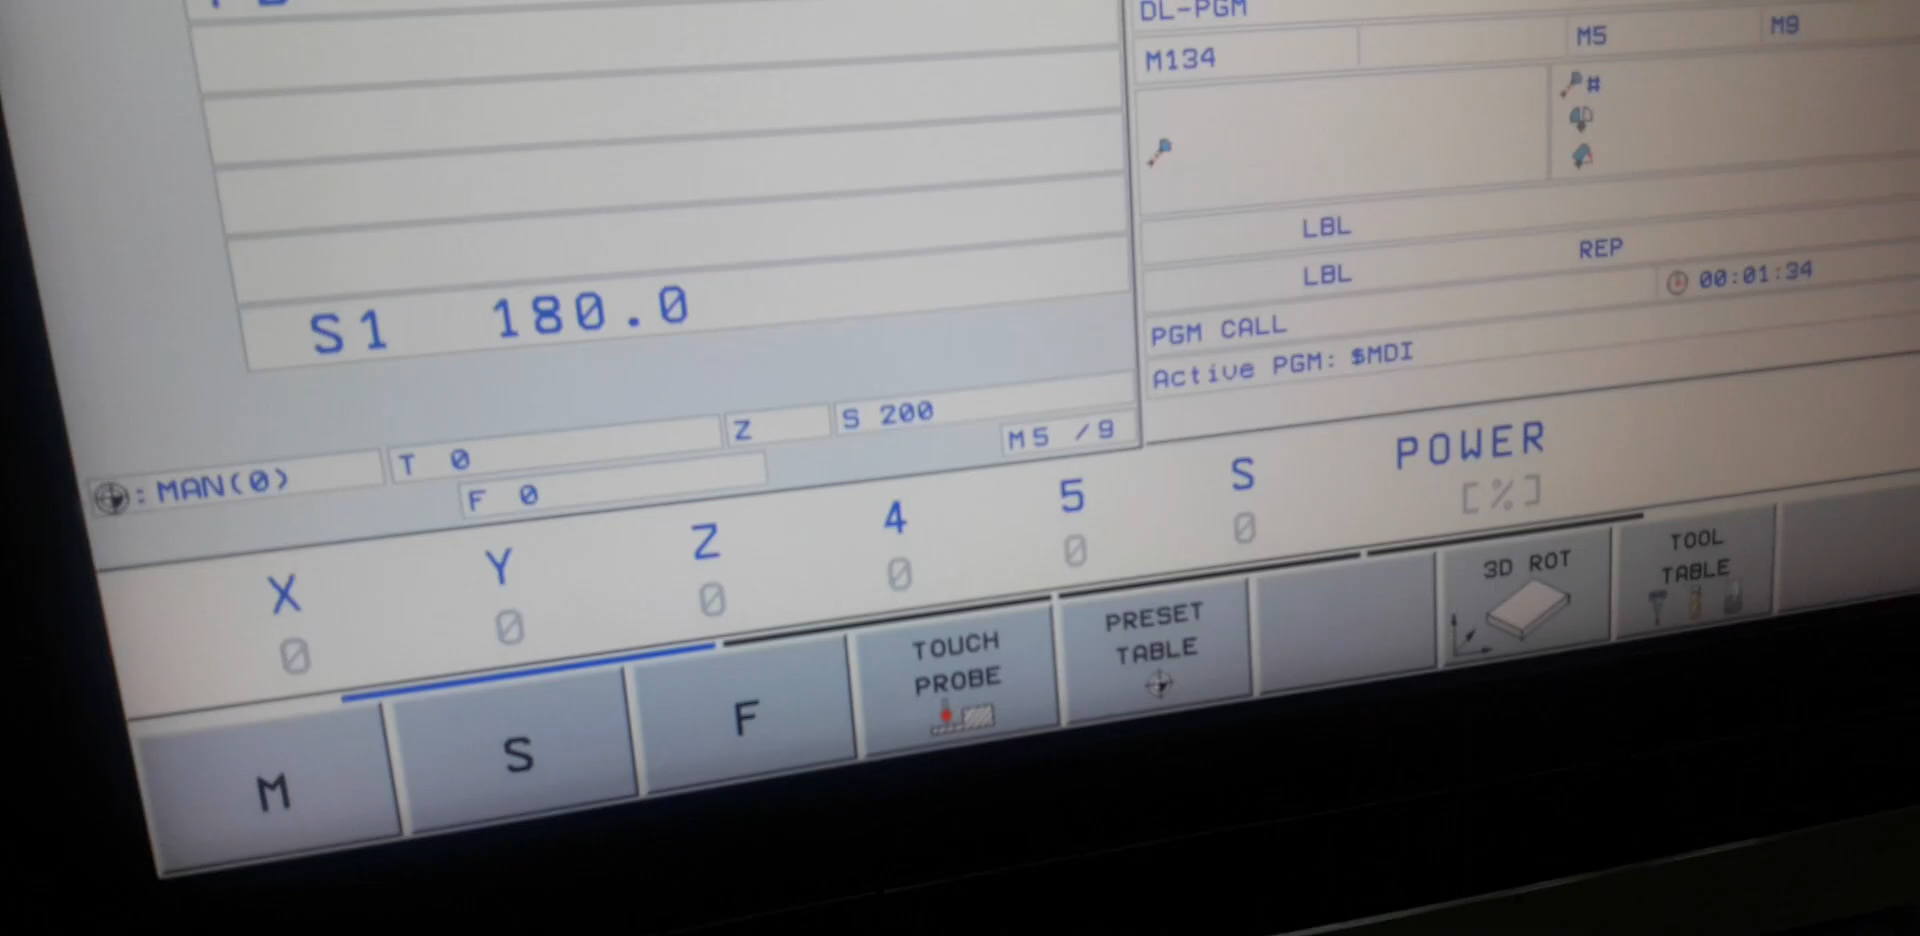 DL-PGM
M134 M5 M9
#
LBL
LBL REP
00:01:34
PGM CALL
Active PGM: $MDI
S1 180.0
:MAN(0) T 0 Z S 200
F 0 M5 /9
X Y Z 4 5 S POWER
0 0 0 0 0 0 [%]
M
S
F
TOUCH
PROBE
PRESET
TABLE
3D ROT
TOOL
TABLE